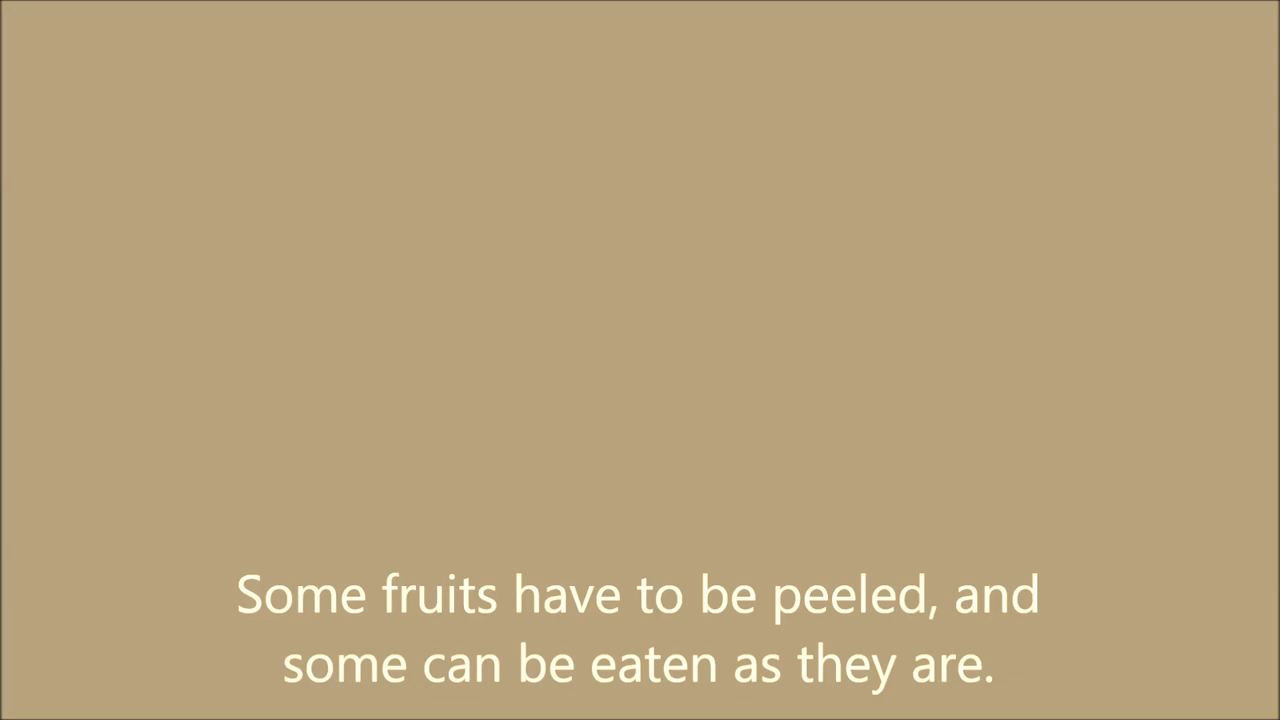 Some fruits have to be peeled, and
some can be eaten as they are.